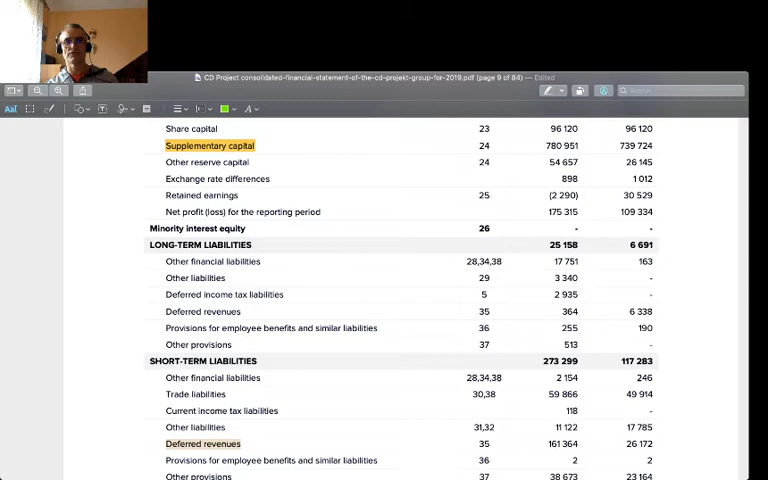 CD Project consolidated-financial-statement-of-the-cd-projekt-group-for-2019.pdf (page 9 of 84) — Edited
Search
AaI
A
Share capital 23 96 120 96 120
Supplementary capital 24 780 951 739 724
Other reserve capital 24 54 657 26 145
Exchange rate differences 898 1 012
Retained earnings 25 (2 290) 30 529
Net profit (loss) for the reporting period 175 315 109 334
Minority interest equity 26 - -
LONG-TERM LIABILITIES 25 158 6 691
Other financial liabilities 28,34,38 17 751 163
Other liabilities 29 3 340 -
Deferred income tax liabilities 5 2 935 -
Deferred revenues 35 364 6 338
Provisions for employee benefits and similar liabilities 36 255 190
Other provisions 37 513 -
SHORT-TERM LIABILITIES 273 299 117 283
Other financial liabilities 28,34,38 2 154 246
Trade liabilities 30,38 59 866 49 914
Current income tax liabilities 118 -
Other liabilities 31,32 11 122 17 785
Deferred revenues 35 161 364 26 172
Provisions for employee benefits and similar liabilities 36 2 2
Other provisions 37 38 673 23 164